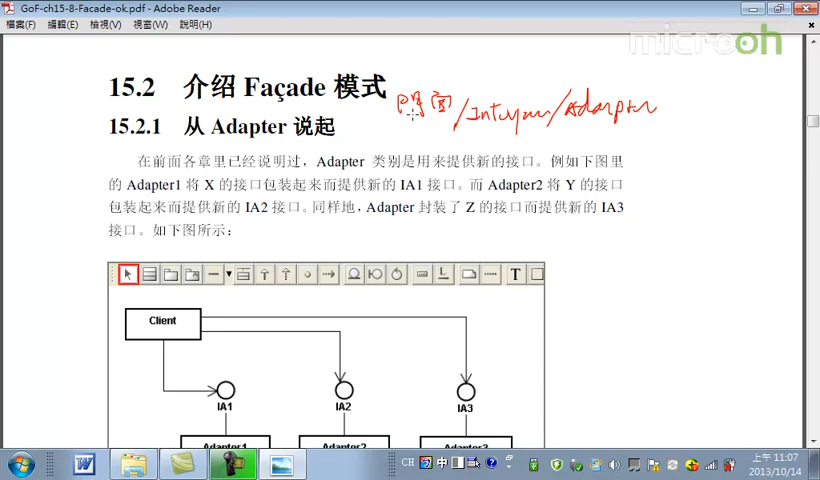 GoF-ch15-8-Facade-ok.pdf - Adobe Reader
檔案(F) 編輯(E) 檢視(V) 視窗(W) 說明(H)
microoh
15.2 介绍 Façade 模式
/ Adapter
15.2.1 从 Adapter 说起
在前面各章里已经说明过，Adapter 类别是用来提供新的接口。例如下图里
的 Adapter1 将 X 的接口包装起来而提供新的 IA1 接口。而 Adapter2 将 Y 的接口
包装起来而提供新的 IA2 接口。同样地，Adapter 封装了 Z 的接口而提供新的 IA3
接口。如下图所示：
T
Client
IA1 IA2 IA3
Adapter1 Adapter2 Adapter3
CH 中
上午 11:07
2013/10/14